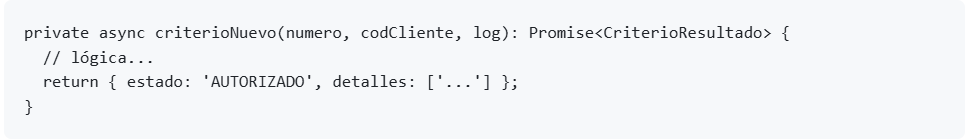 private async criterioNuevo(numero, codCliente, log): Promise<CriterioResultado> {
  // lógica...
  return { estado: 'AUTORIZADO', detalles: ['...'] };
}